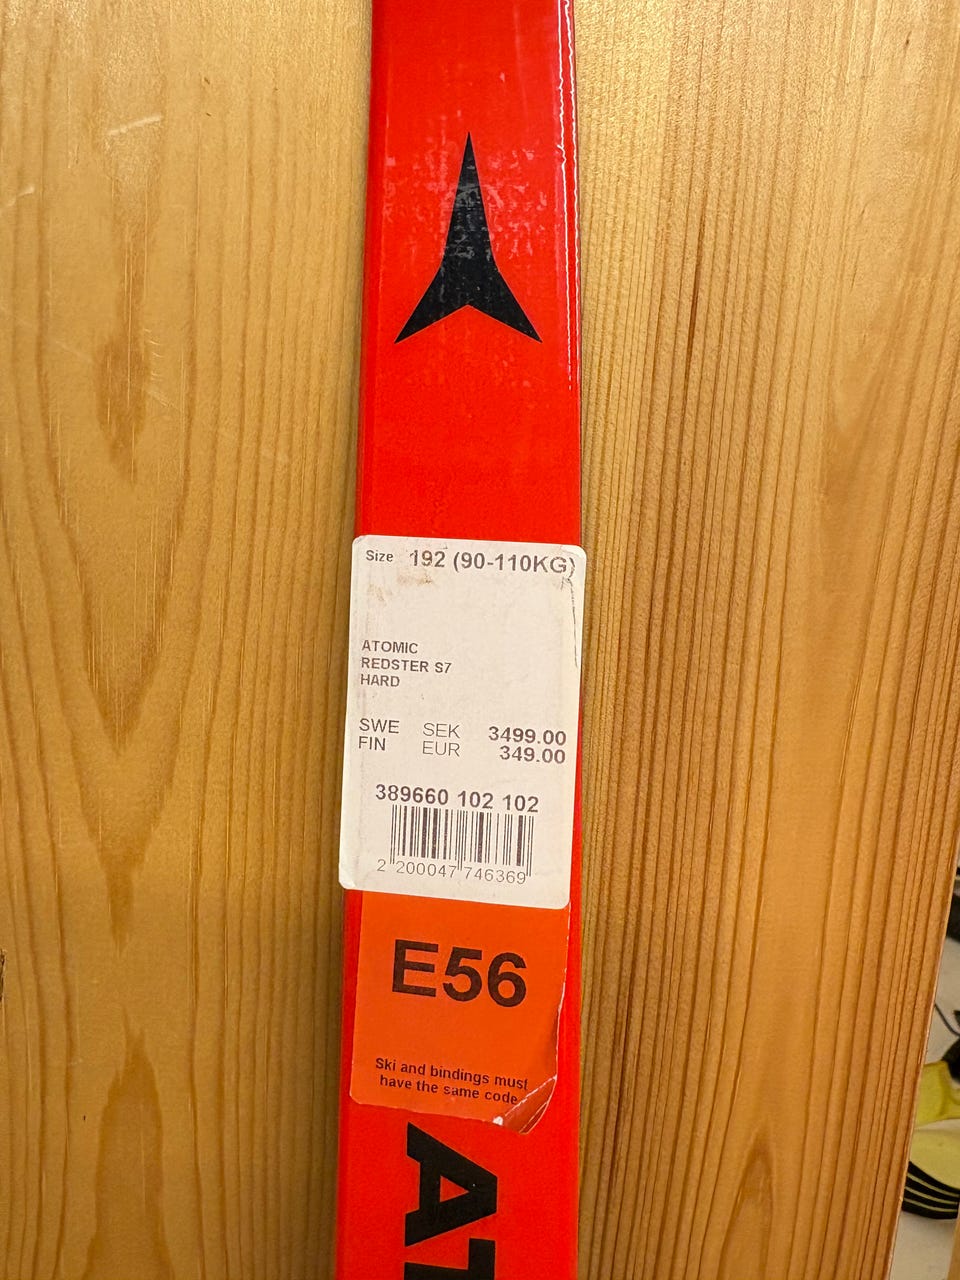 Size 192 (90-110KG)
ATOMIC
REDSTER S7
HARD
SWE SEK 3499.00
FIN EUR 349.00
389660 102 102
2 200047 746369
E56
Ski and bindings must
have the same code
AT